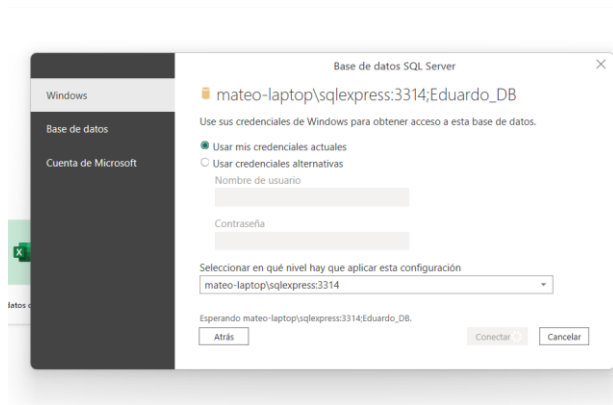 Base de datos SQL Server
Windows
Base de datos
Cuenta de Microsoft
mateo-laptop\sqlexpress:3314;Eduardo_DB
Use sus credenciales de Windows para obtener acceso a esta base de datos.
Usar mis credenciales actuales
Usar credenciales alternativas
Nombre de usuario
Contraseña
Seleccionar en qué nivel hay que aplicar esta configuración
mateo-laptop\sqlexpress:3314
Esperando mateo-laptop\sqlexpress:3314;Eduardo_DB.
Atrás
Conectar
Cancelar
datos